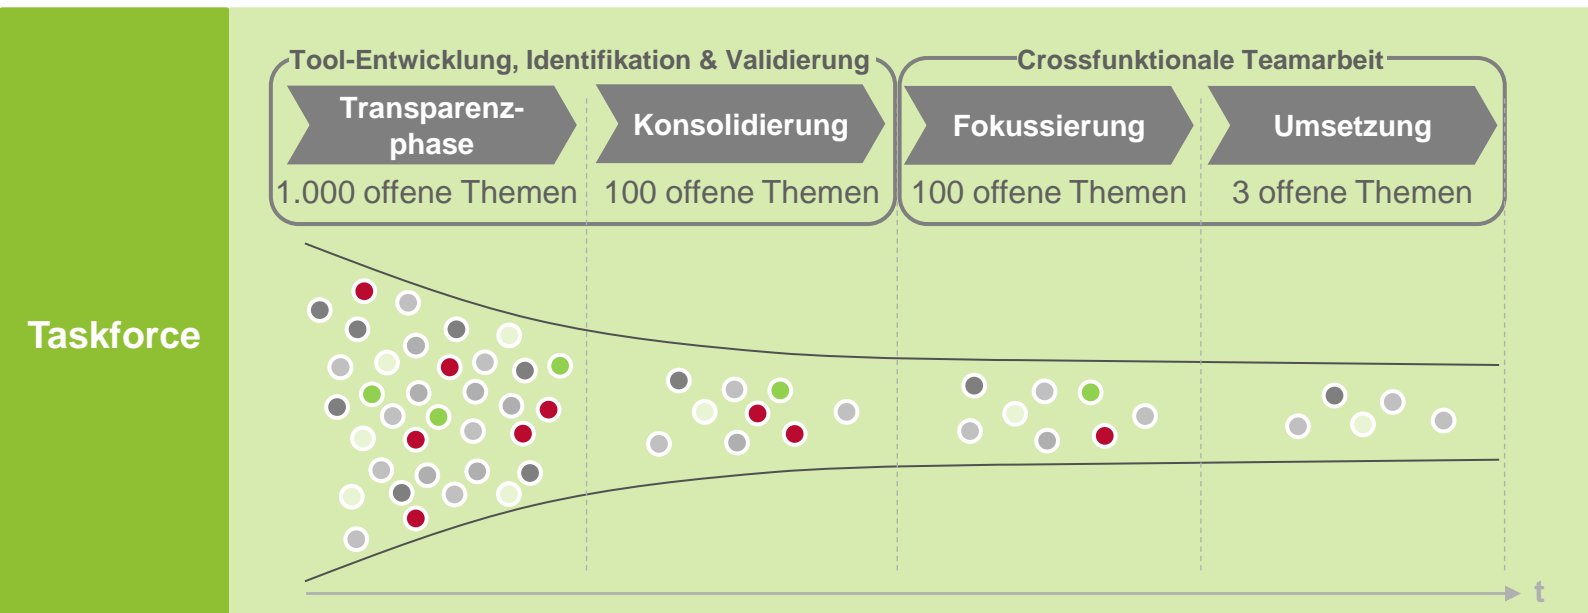 Taskforce
Tool-Entwicklung, Identifikation & Validierung
Transparenz-
phase
Konsolidierung
1.000 offene Themen
100 offene Themen
Crossfunktionale Teamarbeit
Fokussierung
Umsetzung
100 offene Themen
3 offene Themen
t